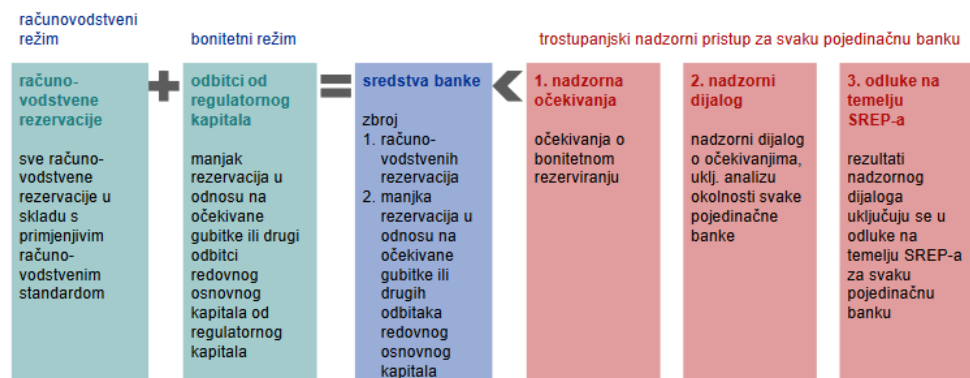 računovodstveni
režim
bonitetni režim
trostupanjski nadzorni pristup za svaku pojedinačnu banku
računo-
vodstvene
rezervacije
sve računo-
vodstvene
rezervacije u
skladu s
primjenjivim
računo-
vodstvenim
standardom
odbitci od
regulatornog
kapitala
manjak
rezervacija u
odnosu na
očekivane
gubitke ili drugi
odbitci
redovnog
osnovnog
kapitala od
regulatornog
kapitala
sredstva banke
zbroj
1. računo-
vodstvenih
rezervacija
2. manjka
rezervacija u
odnosu na
očekivane
gubitke ili
drugih
odbitaka
redovnog
osnovnog
kapitala
1. nadzorna
očekivanja
očekivanja o
bonitetnom
rezerviranju
2. nadzorni
dijalog
nadzorni dijalog
o očekivanjima,
uklj. analizu
okolnosti svake
pojedinačne
banke
3. odluke na
temelju
SREP-a
rezultati
nadzornog
dijaloga
uključuju se u
odluke na
temelju SREP-a
za svaku
pojedinačnu
banku